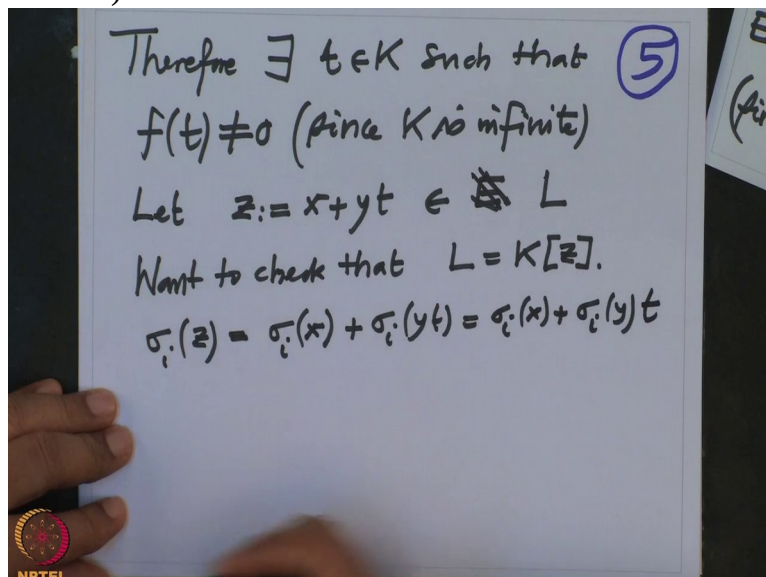 Therefore ∃ t ∈ K such that
5
f(t) ≠ 0 (since K is infinite)
Let z := x + yt ∈ L
Want to check that L = K[z].
σᵢ(z) = σᵢ(x) + σᵢ(yt) = σᵢ(x) + σᵢ(y) t
NPTEL